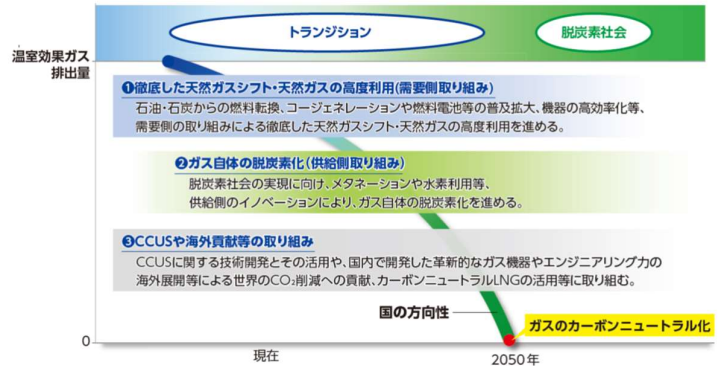 トランジション
脱炭素社会
温室効果ガス
排出量
❶徹底した天然ガスシフト・天然ガスの高度利用(需要側取り組み)
石油・石炭からの燃料転換、コージェネレーションや燃料電池等の普及拡大、機器の高効率化等、
需要側の取り組みによる徹底した天然ガスシフト・天然ガスの高度利用を進める。
❷ガス自体の脱炭素化(供給側取り組み)
脱炭素社会の実現に向け、メタネーションや水素利用等、
供給側のイノベーションにより、ガス自体の脱炭素化を進める。
❸CCUSや海外貢献等の取り組み
CCUSに関する技術開発とその活用や、国内で開発した革新的なガス機器やエンジニアリング力の
海外展開等による世界のCO₂削減への貢献、カーボンニュートラルLNGの活用等に取り組む。
国の方向性
ガスのカーボンニュートラル化
0
現在
2050年